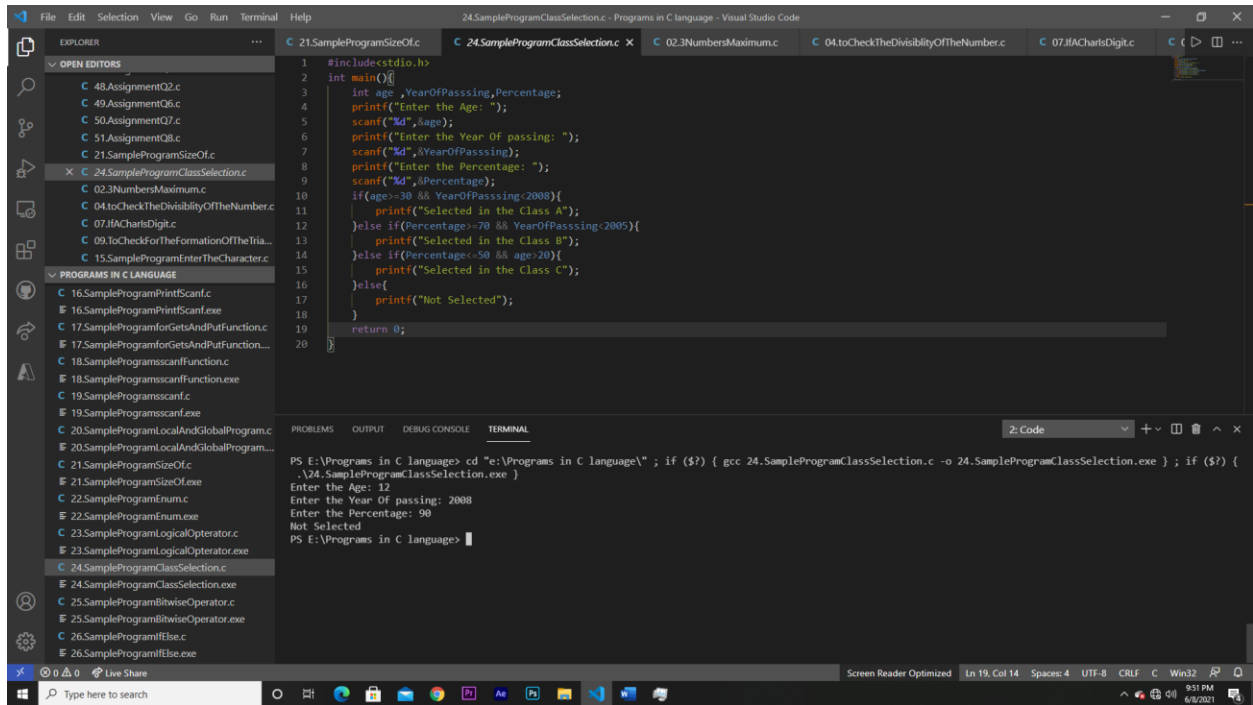 File Edit Selection View Go Run Terminal Help
24.SampleProgramClassSelection.c - Programs in C language - Visual Studio Code
EXPLORER
OPEN EDITORS
48.AssignmentQ2.c
49.AssignmentQ6.c
50.AssignmentQ7.c
51.AssignmentQ8.c
21.SampleProgramSizeOf.c
24.SampleProgramClassSelection.c
02.3NumbersMaximum.c
04.toCheckTheDivisiblityOfTheNumber.c
07.IfACharIsDigit.c
09.ToCheckForTheFormationOfTheTria...
15.SampleProgramEnterTheCharacter.c
PROGRAMS IN C LANGUAGE
C 16.SampleProgramPrintfScanf.c
16.SampleProgramPrintfScanf.exe
C 17.SampleProgramforGetsAndPutFunction.c
17.SampleProgramforGetsAndPutFunction....
C 18.SampleProgramsscanfFunction.c
18.SampleProgramsscanfFunction.exe
C 19.SampleProgramsscanf.c
19.SampleProgramsscanf.exe
C 20.SampleProgramLocalAndGlobalProgram.c
20.SampleProgramLocalAndGlobalProgram....
C 21.SampleProgramSizeOf.c
21.SampleProgramSizeOf.exe
C 22.SampleProgramEnum.c
22.SampleProgramEnum.exe
C 23.SampleProgramLogicalOpterator.c
23.SampleProgramLogicalOpterator.exe
C 24.SampleProgramClassSelection.c
24.SampleProgramClassSelection.exe
C 25.SampleProgramBitwiseOperator.c
25.SampleProgramBitwiseOperator.exe
C 26.SampleProgramIfElse.c
26.SampleProgramIfElse.exe
C 21.SampleProgramSizeOf.c C 24.SampleProgramClassSelection.c C 02.3NumbersMaximum.c C 04.toCheckTheDivisiblityOfTheNumber.c C 07.IfACharIsDigit.c
1 #include<stdio.h>
2 int main(){
3 int age ,YearOfPasssing,Percentage;
4 printf("Enter the Age: ");
5 scanf("%d",&age);
6 printf("Enter the Year Of passing: ");
7 scanf("%d",&YearOfPasssing);
8 printf("Enter the Percentage: ");
9 scanf("%d",&Percentage);
10 if(age>=30 && YearOfPasssing<2008){
11 printf("Selected in the Class A");
12 }else if(Percentage>=70 && YearOfPasssing<2005){
13 printf("Selected in the Class B");
14 }else if(Percentage<=50 && age>20){
15 printf("Selected in the Class C");
16 }else{
17 printf("Not Selected");
18 }
19 return 0;
20 }
PROBLEMS OUTPUT DEBUG CONSOLE TERMINAL
2: Code
PS E:\Programs in C language> cd "e:\Programs in C language\" ; if ($?) { gcc 24.SampleProgramClassSelection.c -o 24.SampleProgramClassSelection.exe } ; if ($?) {
.\24.SampleProgramClassSelection.exe }
Enter the Age: 12
Enter the Year Of passing: 2008
Enter the Percentage: 90
Not Selected
PS E:\Programs in C language>
0 0 Live Share
Screen Reader Optimized Ln 19, Col 14 Spaces: 4 UTF-8 CRLF C Win32
Type here to search
9:51 PM
6/8/2021